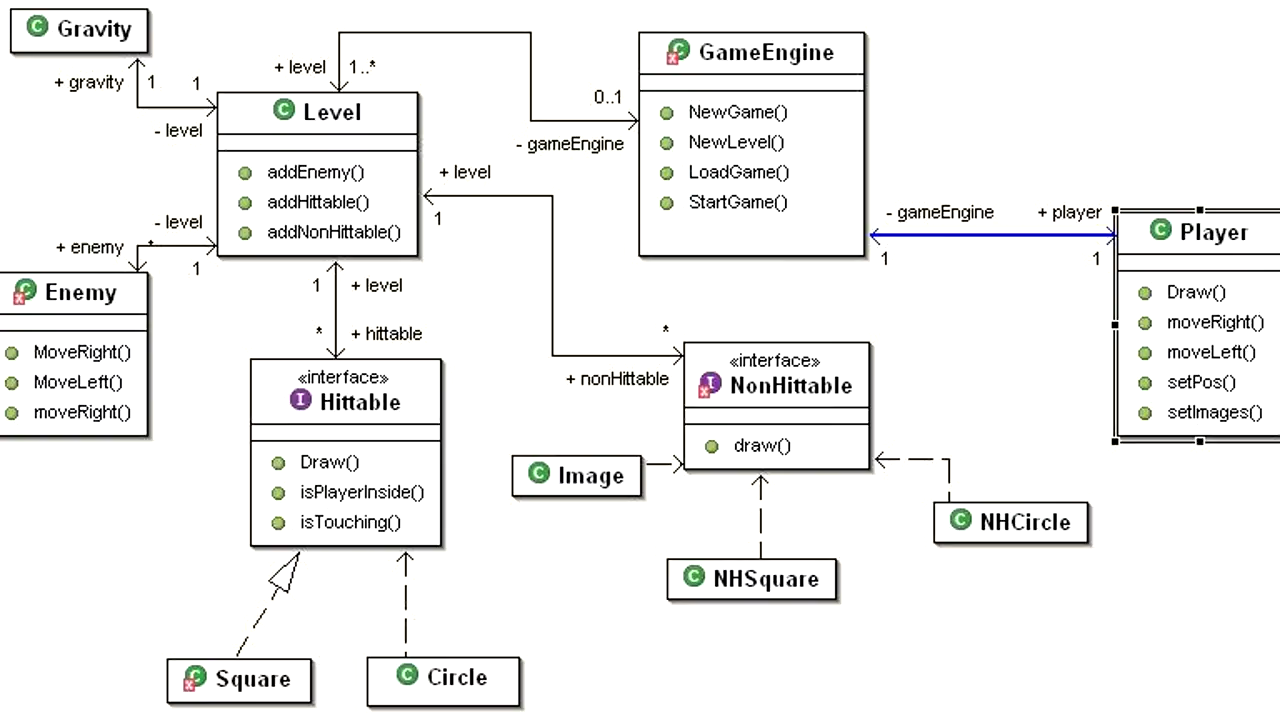 Gravity
+ gravity
1
1
- level
+ level
1..*
Level
addEnemy()
addHittable()
addNonHittable()
0..1
- gameEngine
GameEngine
NewGame()
NewLevel()
LoadGame()
StartGame()
+ level
1
- gameEngine
+ player
1
1
Player
Draw()
moveRight()
moveLeft()
setPos()
setImages()
- level
+ enemy
*
1
Enemy
MoveRight()
MoveLeft()
moveRight()
1
+ level
*
+ hittable
«interface»
Hittable
Draw()
isPlayerInside()
isTouching()
*
+ nonHittable
«interface»
NonHittable
draw()
Image
NHCircle
NHSquare
Square
Circle